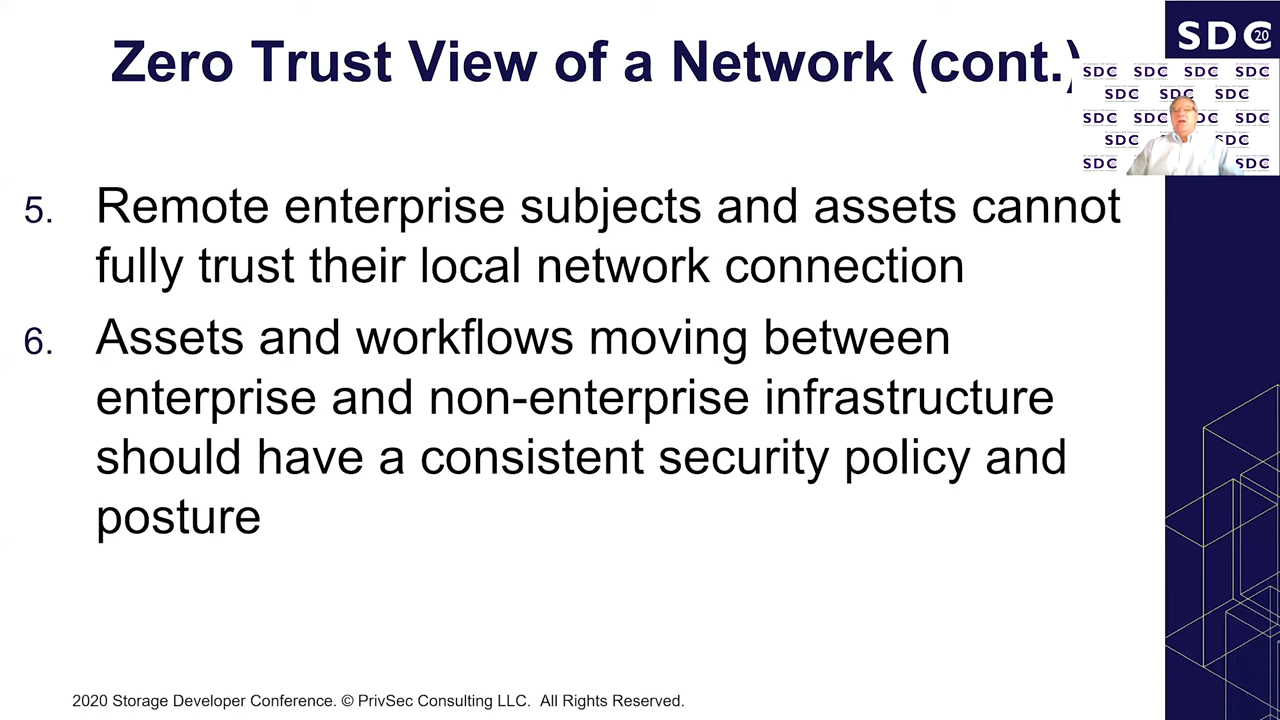 Zero Trust View of a Network (cont.)
SDC 20
SDC SDC SDC SDC
SDC SDC SDC
SDC SDC SDC
SDC SDC
SDC SDC
5. Remote enterprise subjects and assets cannot
fully trust their local network connection
6. Assets and workflows moving between
enterprise and non-enterprise infrastructure
should have a consistent security policy and
posture
2020 Storage Developer Conference. © PrivSec Consulting LLC. All Rights Reserved.